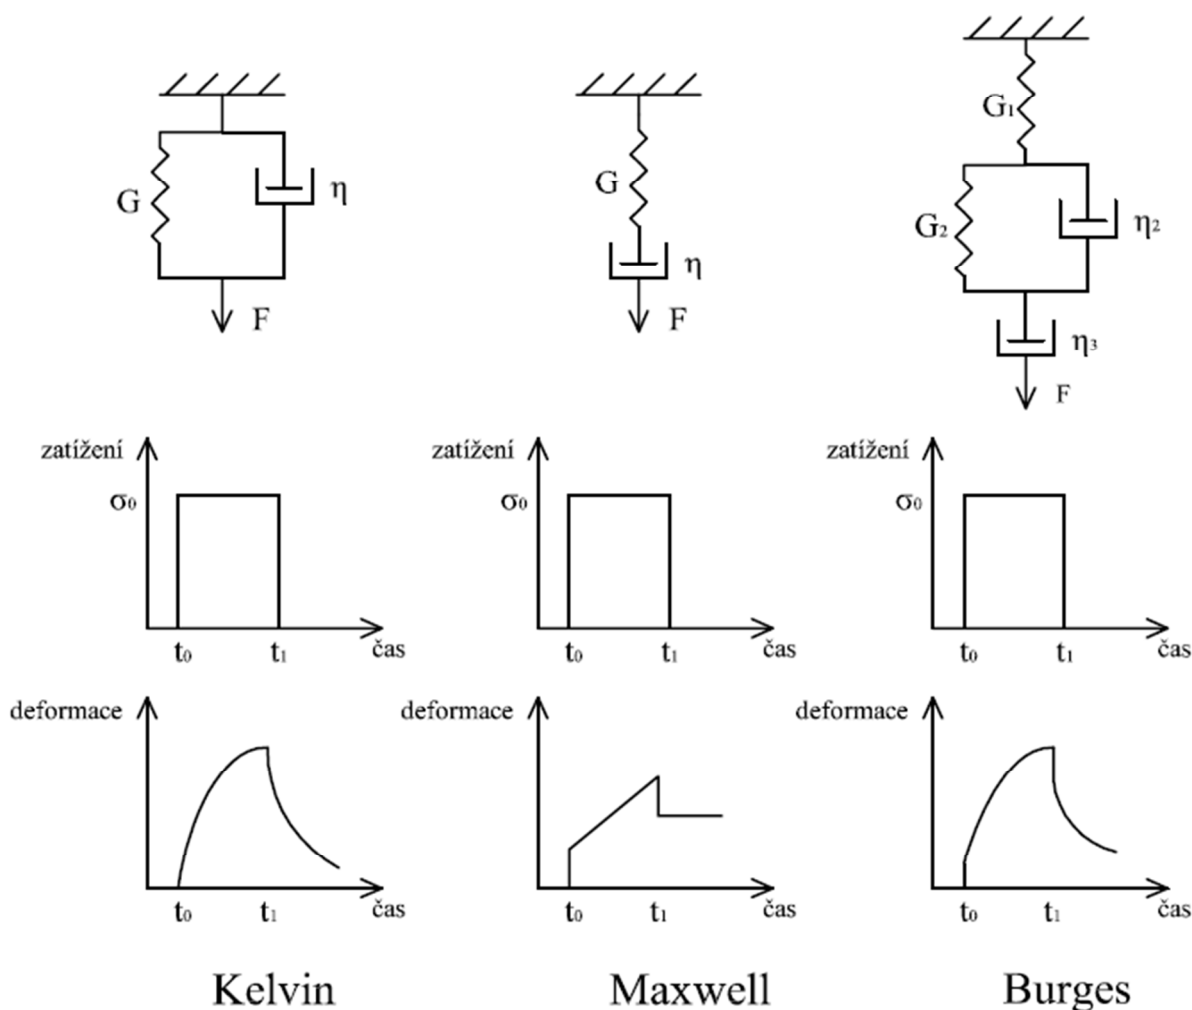 G₁
G
η
G
G₂
η₂
η
F
F
η₃
F
zatížení
zatížení
zatížení
σ₀
σ₀
σ₀
t₀
t₁
čas
t₀
t₁
čas
t₀
t₁
čas
deformace
deformace
deformace
t₀
t₁
čas
t₀
t₁
čas
t₀
t₁
čas
Kelvin
Maxwell
Burges